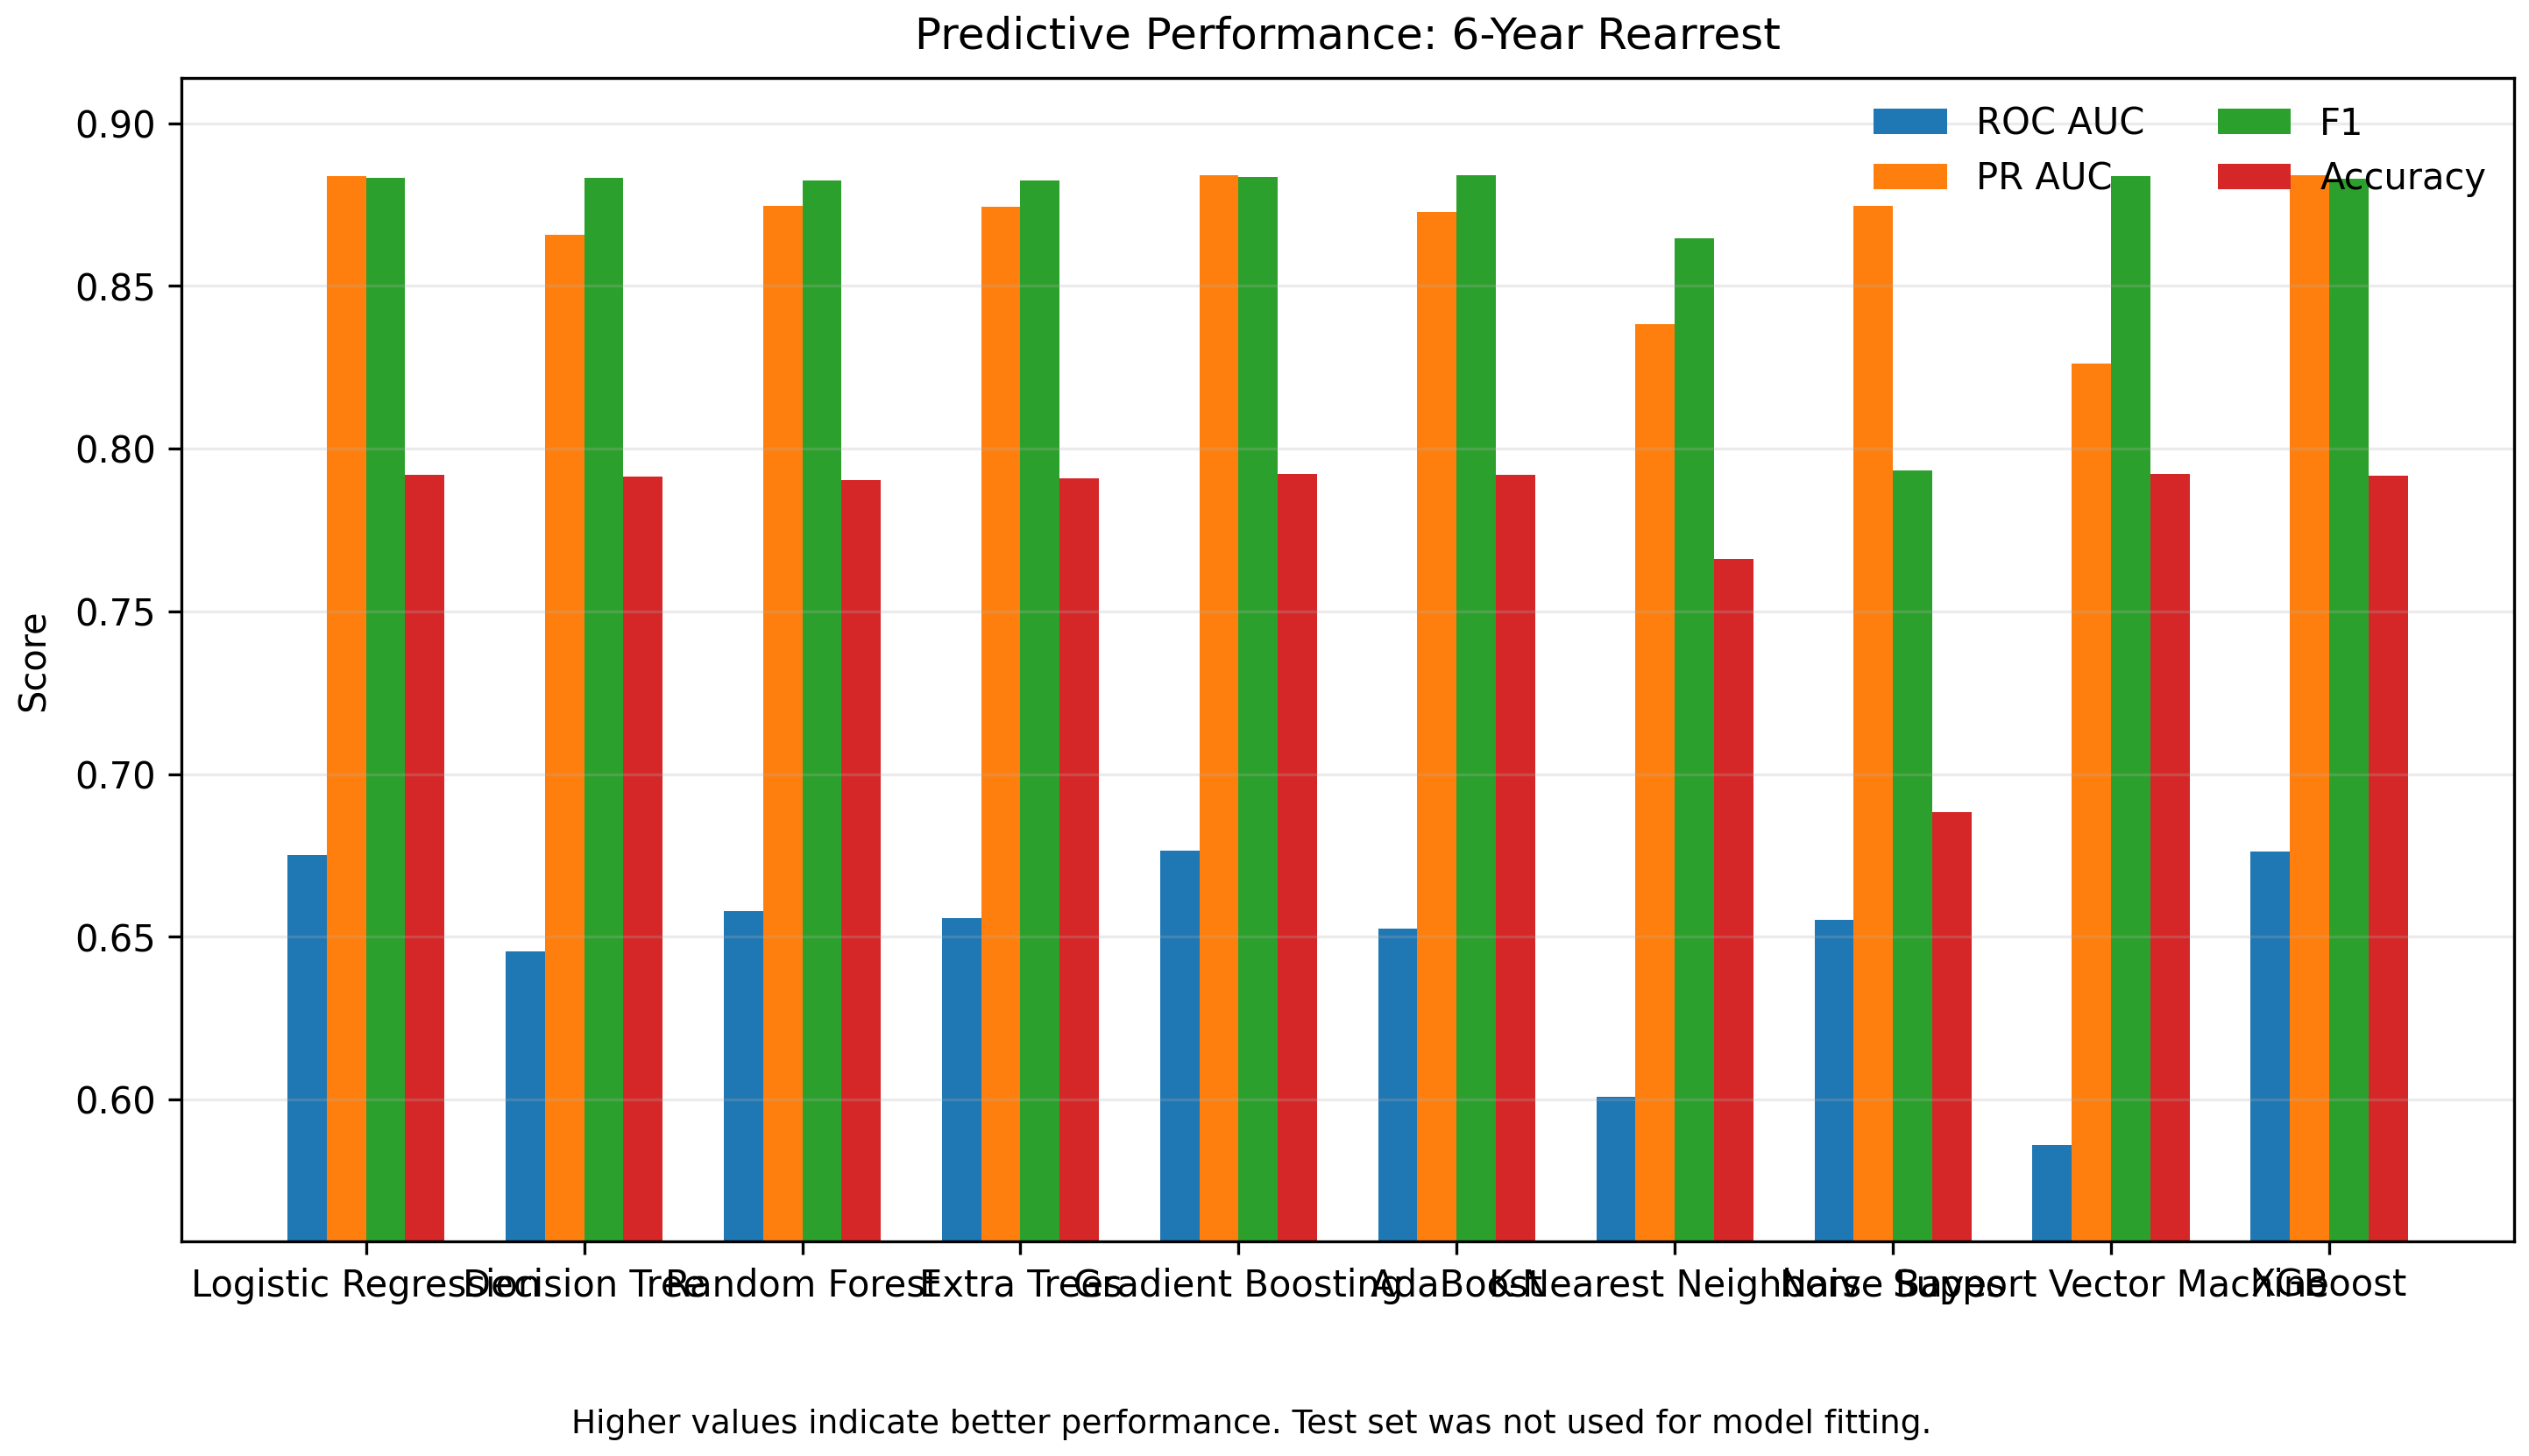 Predictive Performance: 6-Year Rearrest
ROC AUC
PR AUC
F1
Accuracy
Score
0.90
0.85
0.80
0.75
0.70
0.65
0.60
Logistic Regression
Decision Tree
Random Forest
Extra Trees
Gradient Boosting
AdaBoost
K-Nearest Neighbors
Naive Bayes
Support Vector Machine
XGBoost
Higher values indicate better performance. Test set was not used for model fitting.